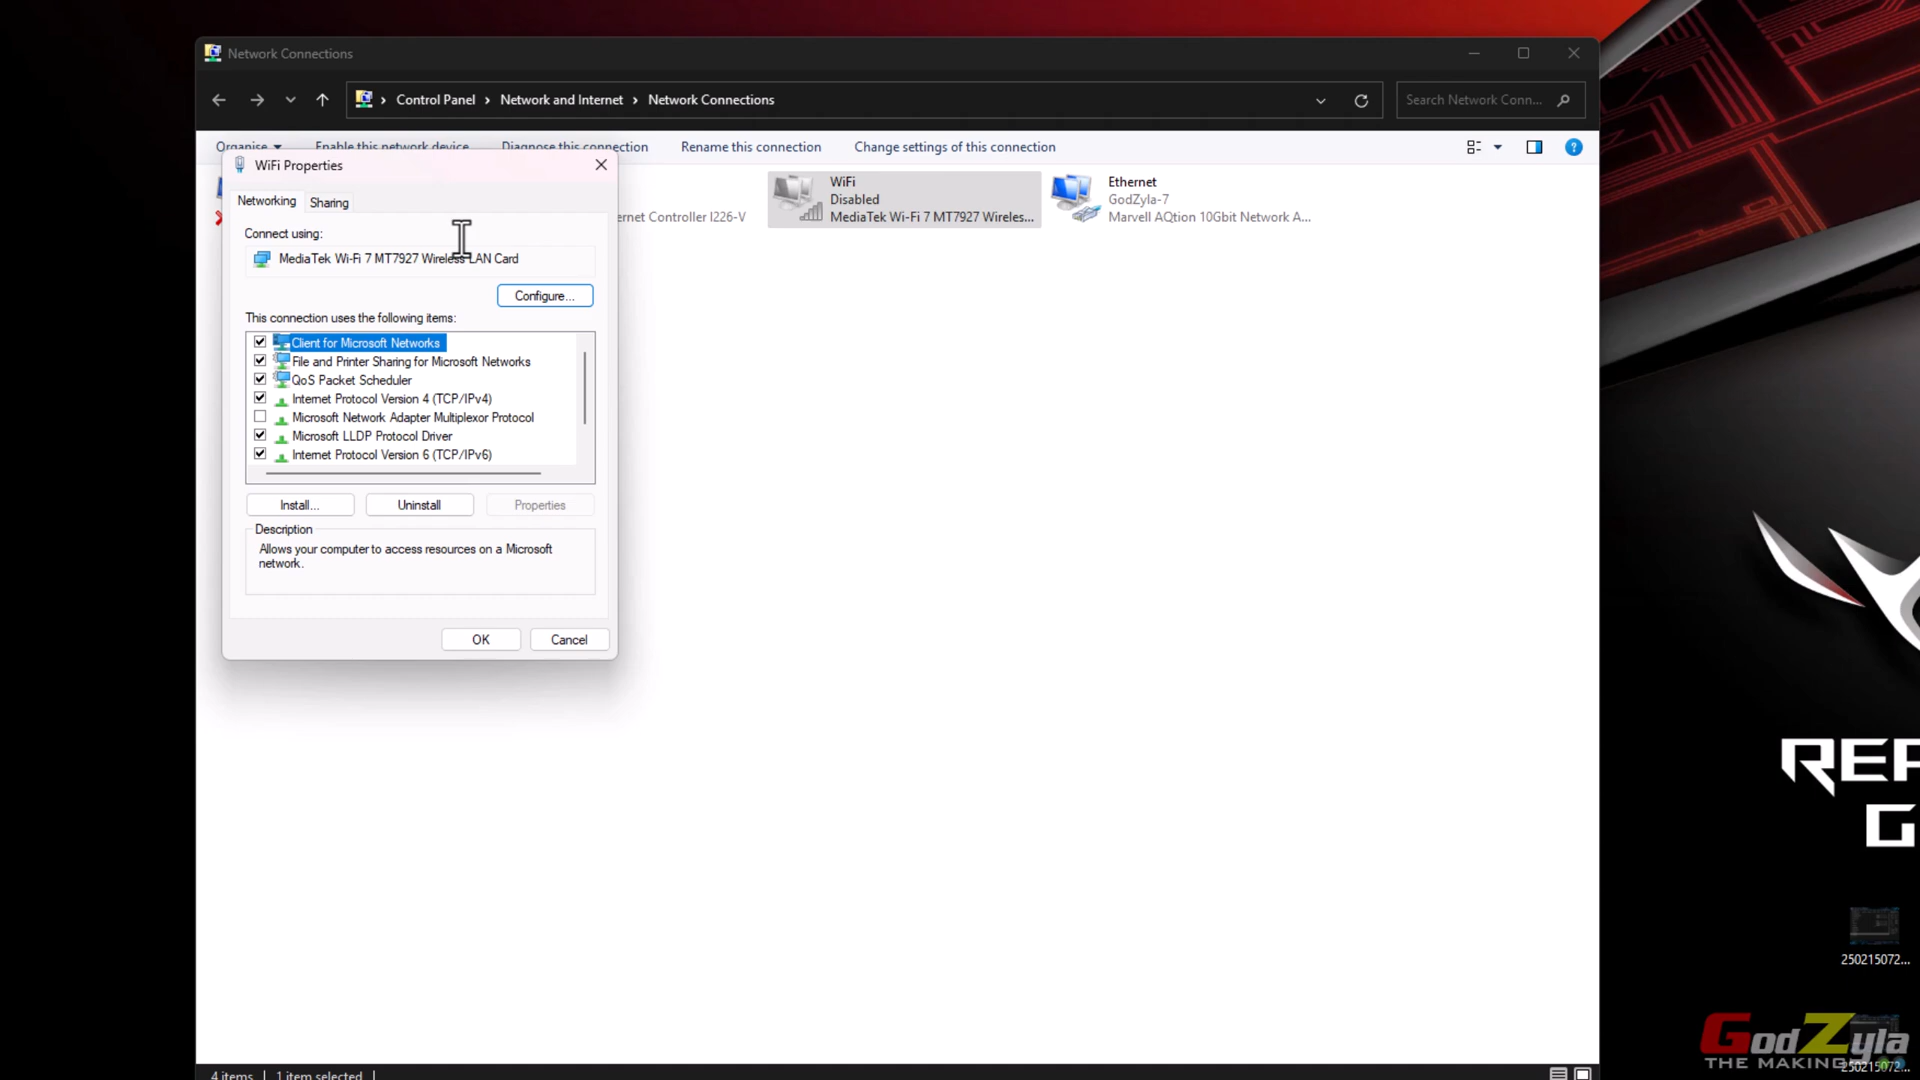 Network Connections
Control Panel > Network and Internet > Network Connections
Search Network Conn...
Organise Enable this network device Diagnose this connection Rename this connection Change settings of this connection
WiFi Properties
Networking Sharing
Connect using:
MediaTek Wi-Fi 7 MT7927 Wireless LAN Card
Configure...
This connection uses the following items:
Client for Microsoft Networks
File and Printer Sharing for Microsoft Networks
QoS Packet Scheduler
Internet Protocol Version 4 (TCP/IPv4)
Microsoft Network Adapter Multiplexor Protocol
Microsoft LLDP Protocol Driver
Internet Protocol Version 6 (TCP/IPv6)
Install... Uninstall Properties
Description
Allows your computer to access resources on a Microsoft
network.
OK Cancel
Controller I226-V
WiFi
Disabled
MediaTek Wi-Fi 7 MT7927 Wireles...
Ethernet
GodZyla-7
Marvell AQtion 10Gbit Network A...
REP
G
250215072...
GodZyla
THE MAKING
250215072...
4 items 1 item selected